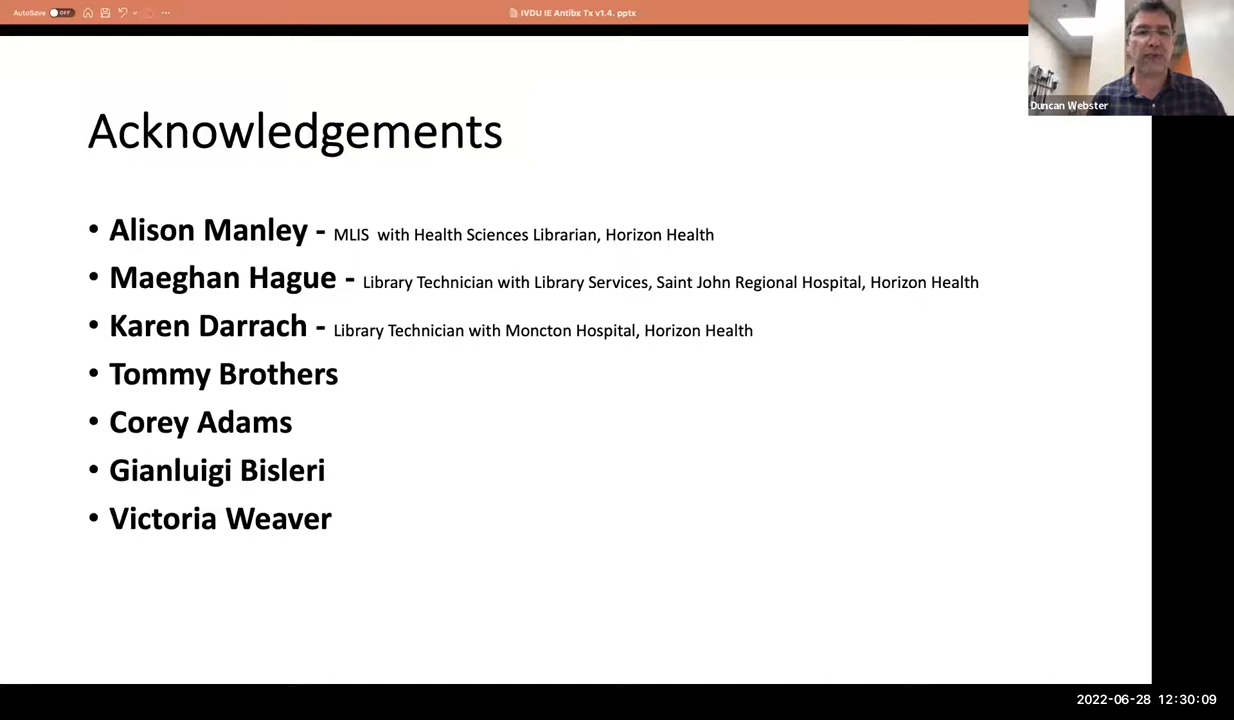 AutoSave OFF
IVDU IE Antibx Tx v1.4. pptx
Duncan Webster
Acknowledgements
• Alison Manley - MLIS with Health Sciences Librarian, Horizon Health
• Maeghan Hague - Library Technician with Library Services, Saint John Regional Hospital, Horizon Health
• Karen Darrach - Library Technician with Moncton Hospital, Horizon Health
• Tommy Brothers
• Corey Adams
• Gianluigi Bisleri
• Victoria Weaver
2022-06-28 12:30:09